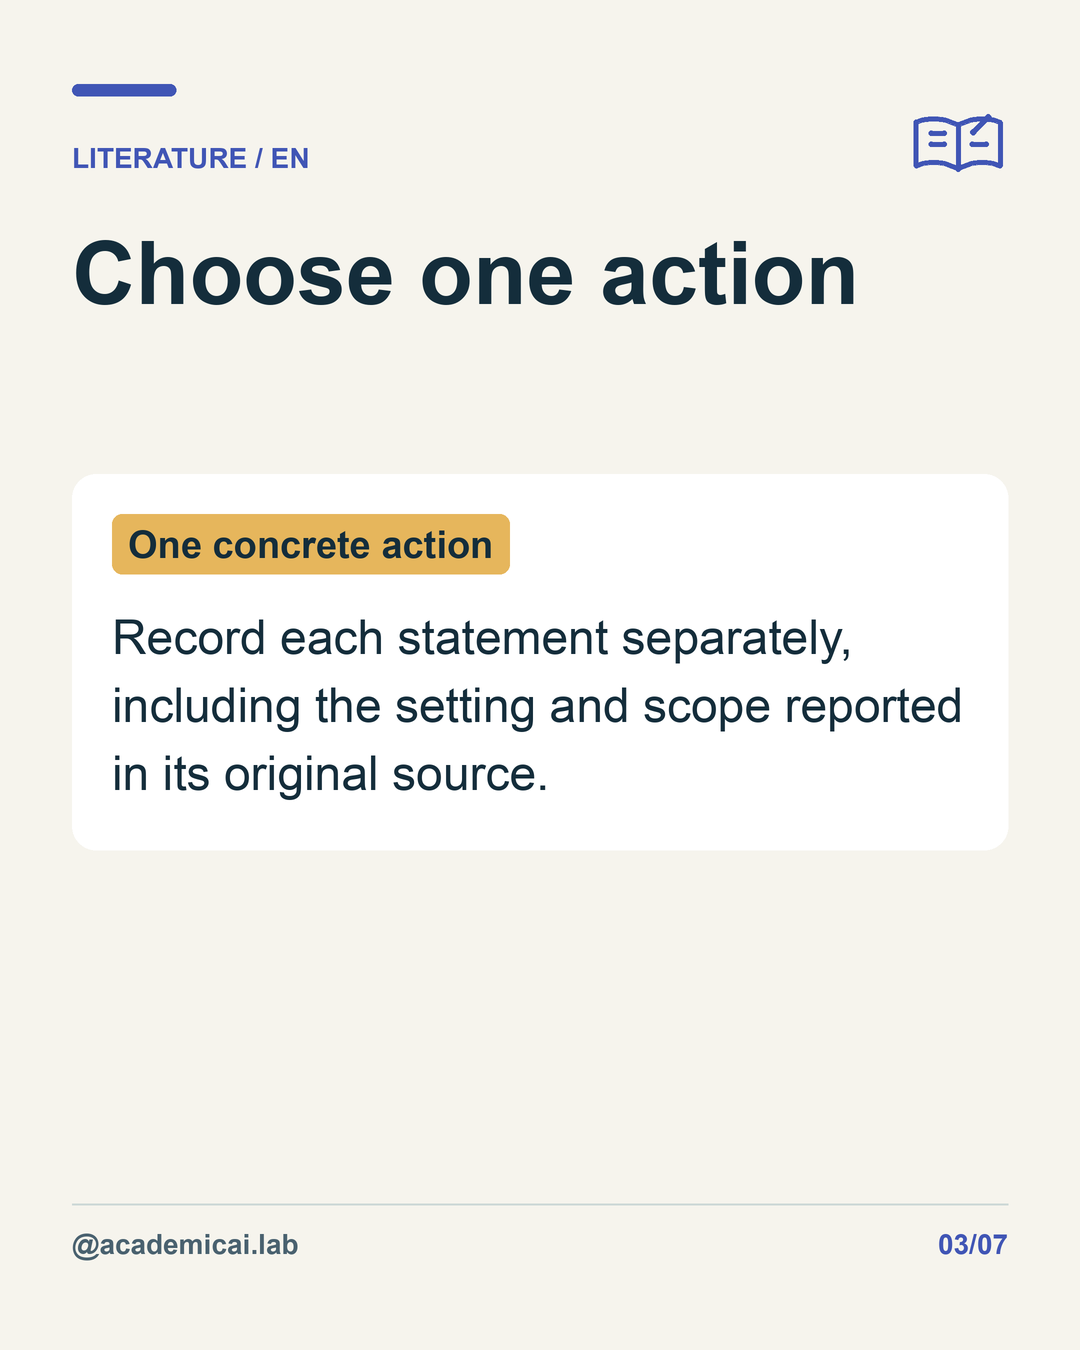 LITERATURE / EN
Choose one action
One concrete action
Record each statement separately,
including the setting and scope reported
in its original source.
@academicai.lab
03/07